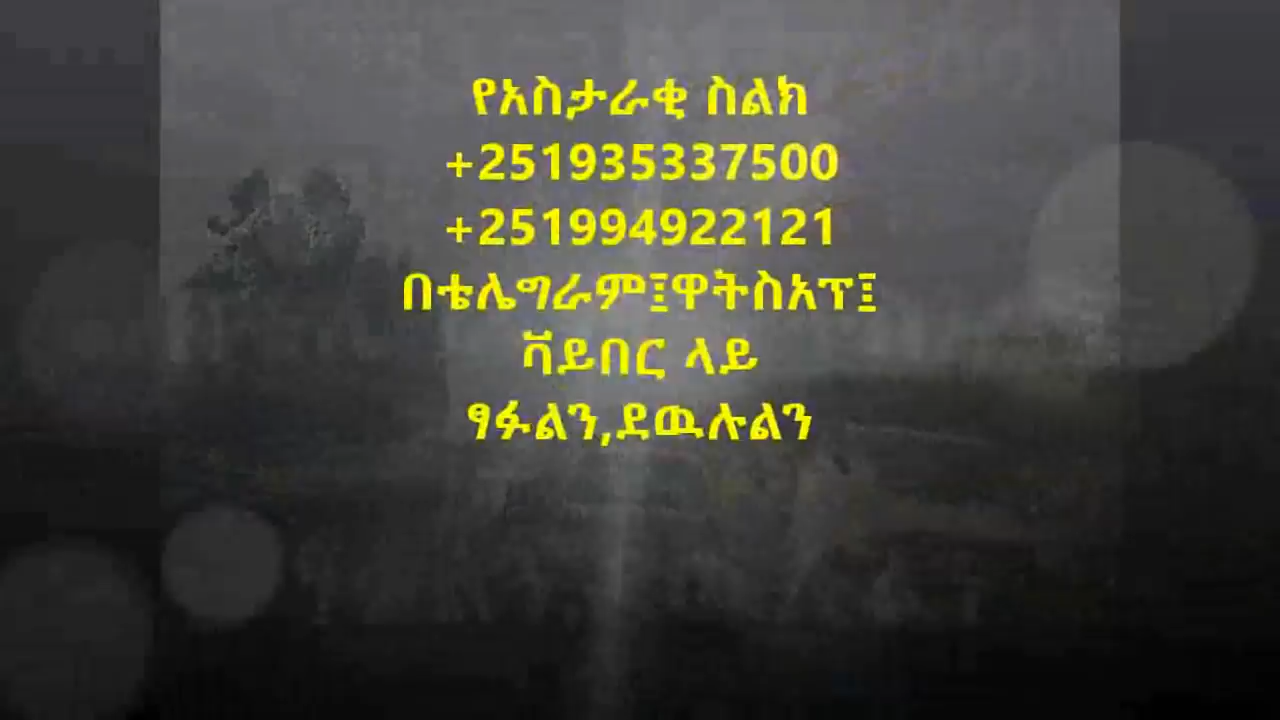 የአስታራቂ ስልክ
+251935337500
+251994922121
በቴሌግራም፤ዋትስአፕ፤
ቫይበር ላይ
ፃፉልን,ደዉሉልን